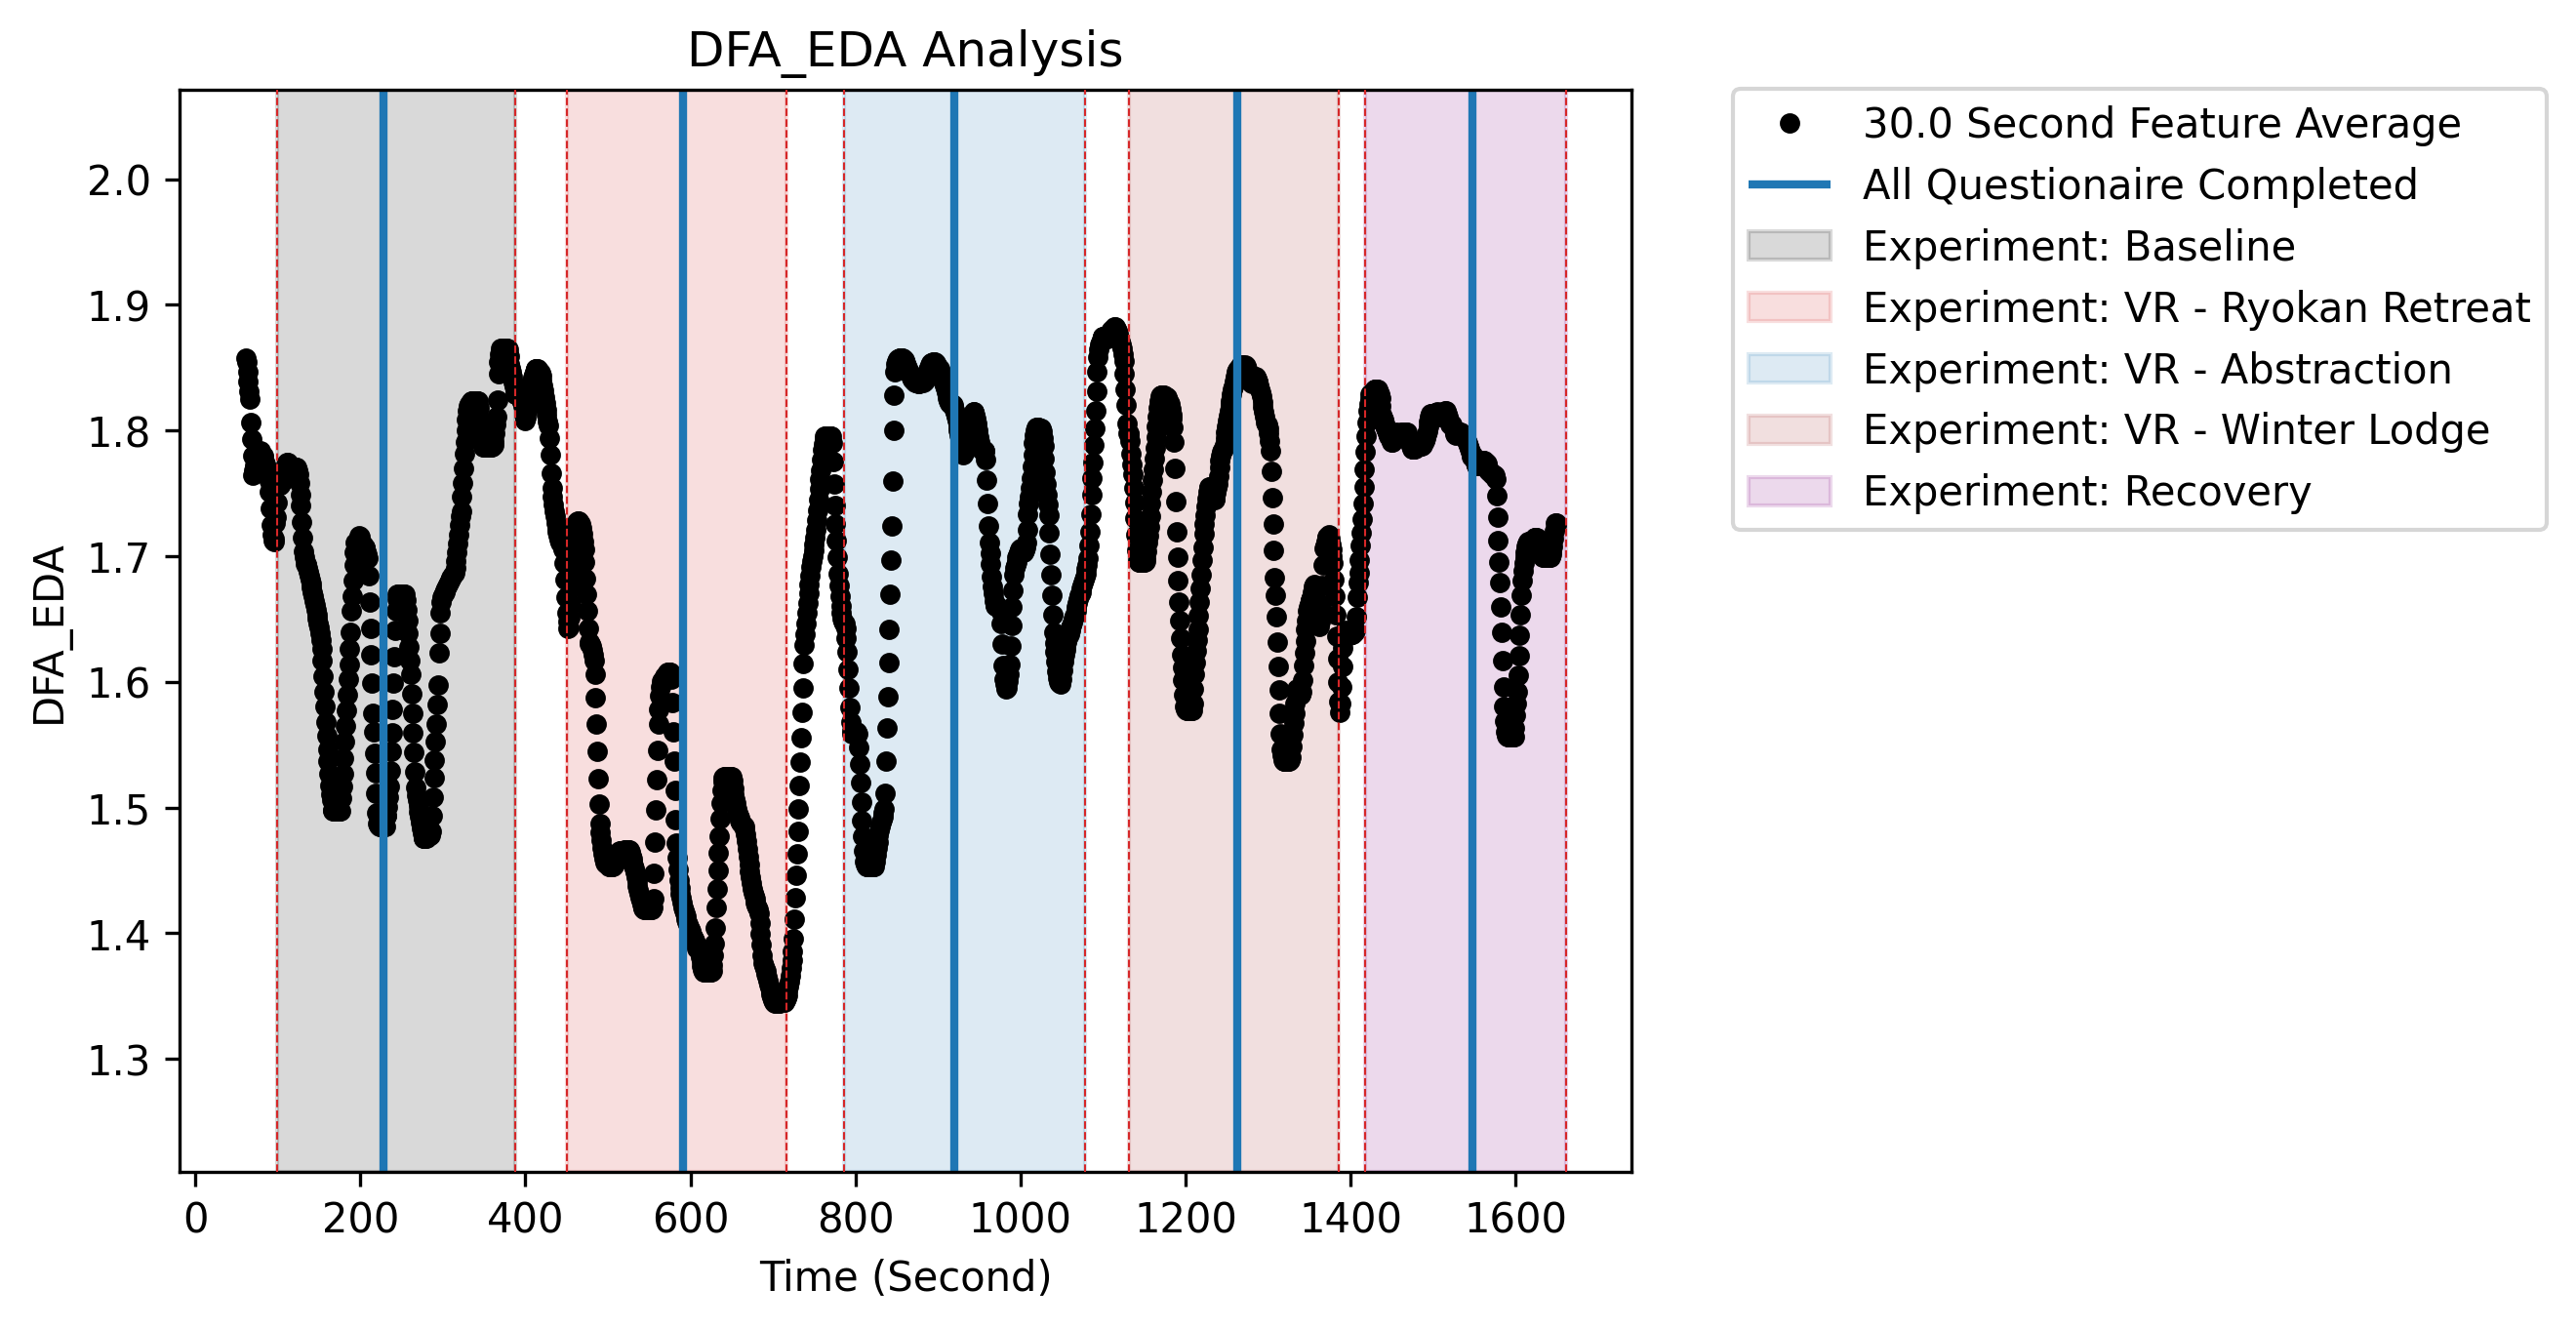 DFA_EDA Analysis
2.0
1.9
1.8
1.7
1.6
1.5
1.4
1.3
DFA_EDA
0 200 400 600 800 1000 1200 1400 1600
Time (Second)
30.0 Second Feature Average
All Questionaire Completed
Experiment: Baseline
Experiment: VR - Ryokan Retreat
Experiment: VR - Abstraction
Experiment: VR - Winter Lodge
Experiment: Recovery